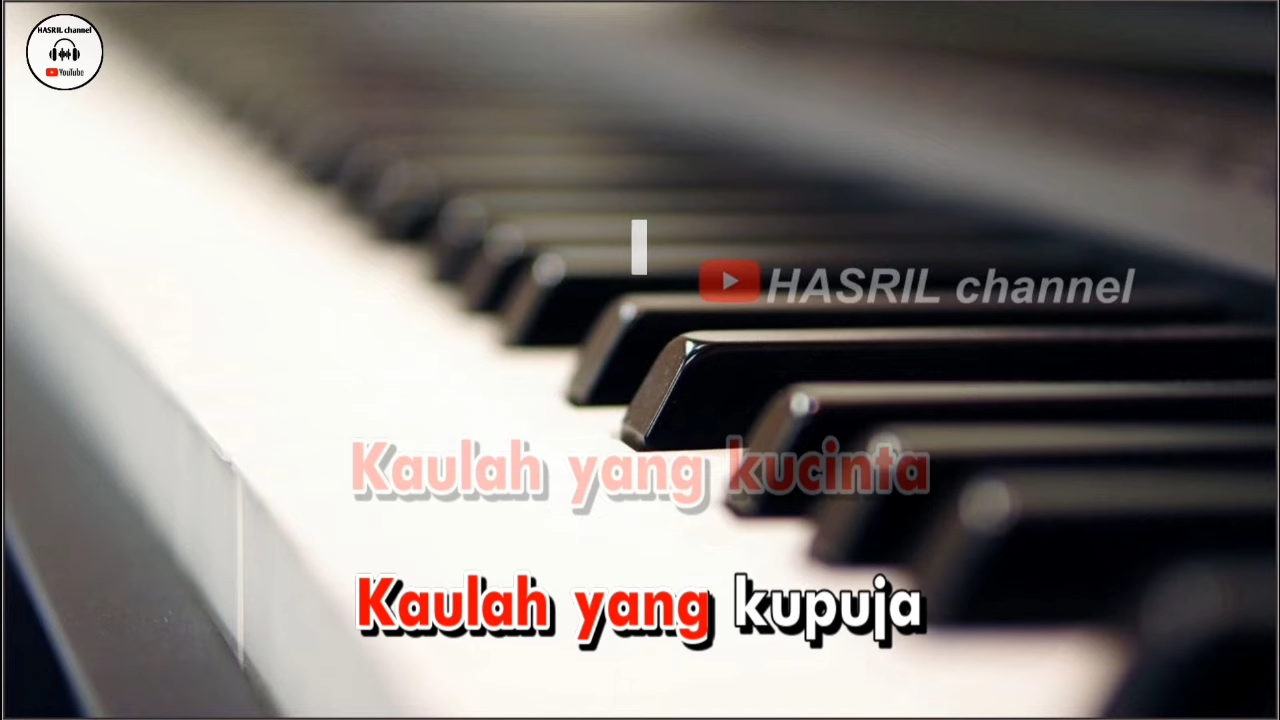 HASRIL channel
YouTube
HASRIL channel
Kaulah yang kucinta
Kaulah yang kupuja